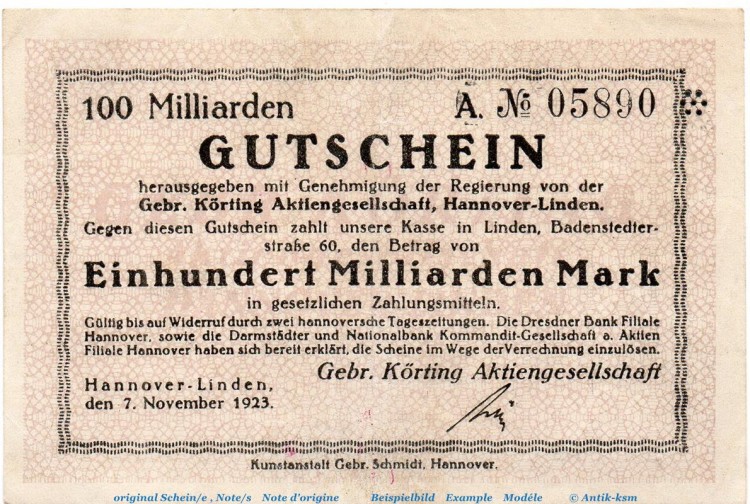 100 Milliarden A. № 05890
GUTSCHEIN
herausgegeben mit Genehmigung der Regierung von der
Gebr. Körting Aktiengesellschaft, Hannover-Linden.
Gegen diesen Gutschein zahlt unsere Kasse in Linden, Badenstedter-
straße 60, den Betrag von
Einhundert Milliarden Mark
in gesetzlichen Zahlungsmitteln.
Gültig bis auf Widerruf durch zwei hannoversche Tageszeitungen. Die Dresdner Bank Filiale
Hannover, sowie die Darmstädter und Nationalbank Kommandit-Gesellschaft a. Aktien
Filiale Hannover haben sich bereit erklärt, die Scheine im Wege der Verrechnung einzulösen.
Gebr. Körting Aktiengesellschaft
Hannover-Linden,
den 7. November 1923.
Kunstanstalt Gebr. Schmidt, Hannover.
original Schein/e , Note/s Note d'origine Beispielbild Example Modéle © Antik-ksm